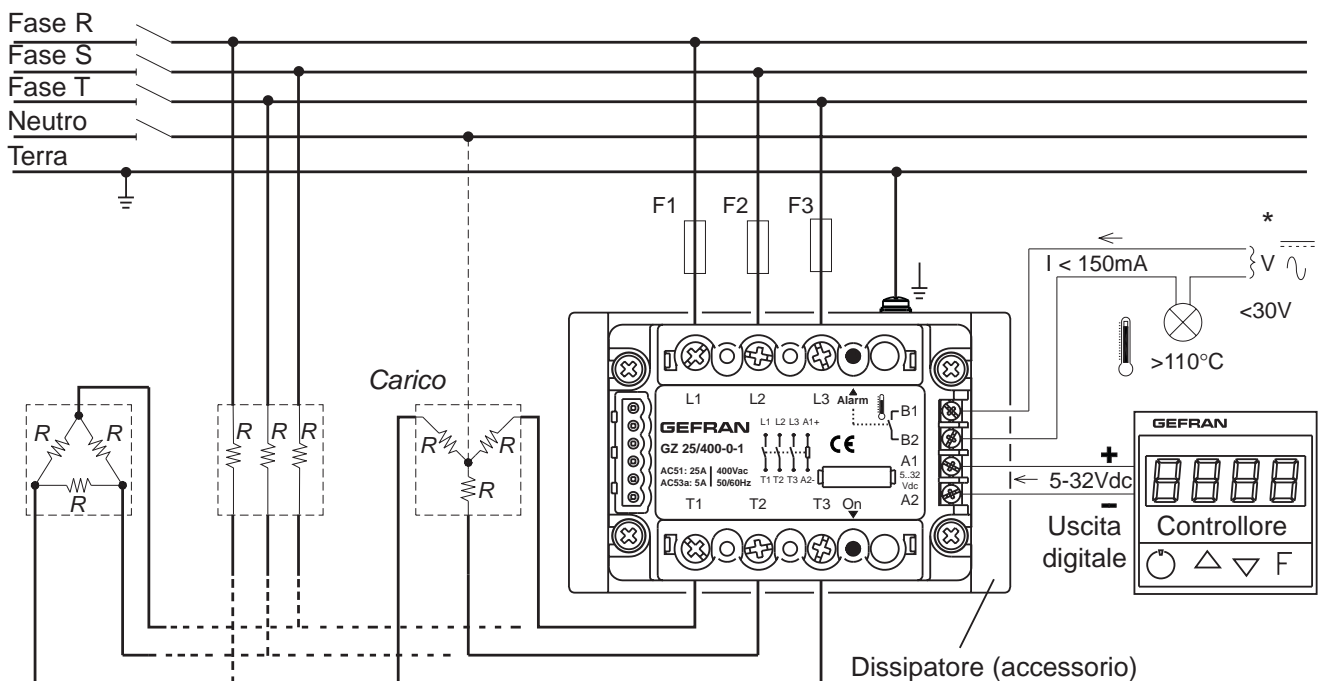 Fase R
Fase S
Fase T
Neutro
Terra
F1 F2 F3
*
I < 150mA
V
<30V
>110°C
Carico
R R R
R R R
R R R
L1 L2 L3 Alarm
B1
B2
GEFRAN
GZ 25/400-0-1
AC51: 25A 400Vac
AC53a: 5A 50/60Hz
L1 L2 L3 A1+
T1 T2 T3 A2-
CE
A1
5..32
Vdc
A2
T1 T2 T3 On
+
5-32Vdc
-
Uscita
digitale
GEFRAN
8888
Controllore
F
Dissipatore (accessorio)